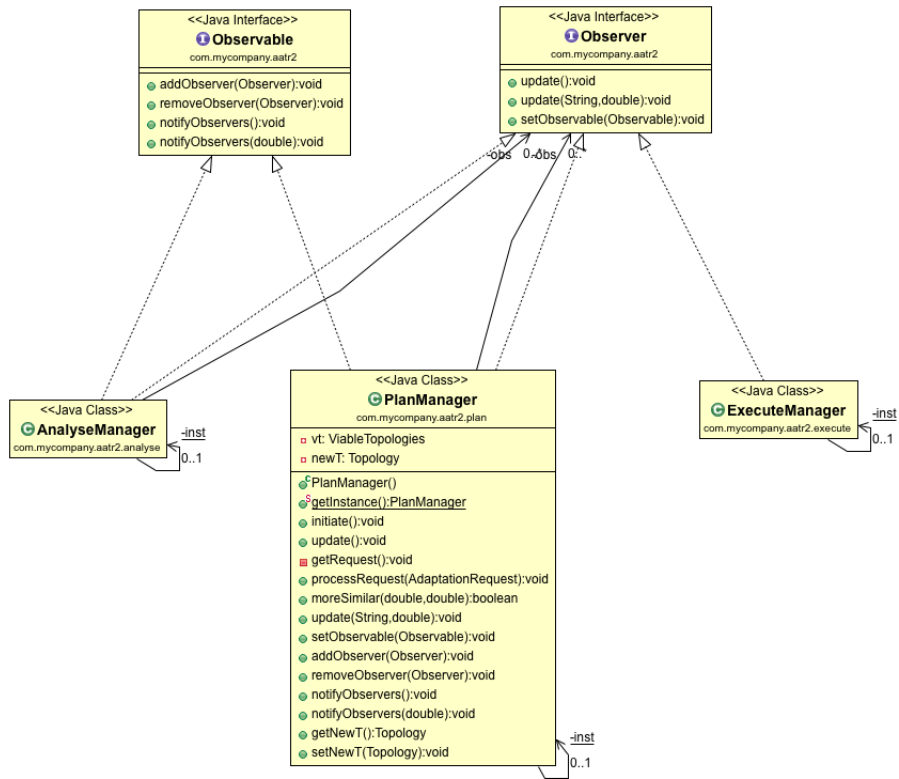 <<Java Interface>>
Observable
com.mycompany.aatr2
addObserver(Observer):void
removeObserver(Observer):void
notifyObservers():void
notifyObservers(double):void
<<Java Interface>>
Observer
com.mycompany.aatr2
update():void
update(String,double):void
setObservable(Observable):void
-obs
-obs
<<Java Class>>
AnalyseManager
com.mycompany.aatr2.analyse
-inst
0..1
<<Java Class>>
PlanManager
com.mycompany.aatr2.plan
vt: ViableTopologies
newT: Topology
PlanManager()
getInstance():PlanManager
initiate():void
update():void
getRequest():void
processRequest(AdaptationRequest):void
moreSimilar(double,double):boolean
update(String,double):void
setObservable(Observable):void
addObserver(Observer):void
removeObserver(Observer):void
notifyObservers():void
notifyObservers(double):void
getNewT():Topology
setNewT(Topology):void
-inst
0..1
<<Java Class>>
ExecuteManager
com.mycompany.aatr2.execute
-inst
0..1